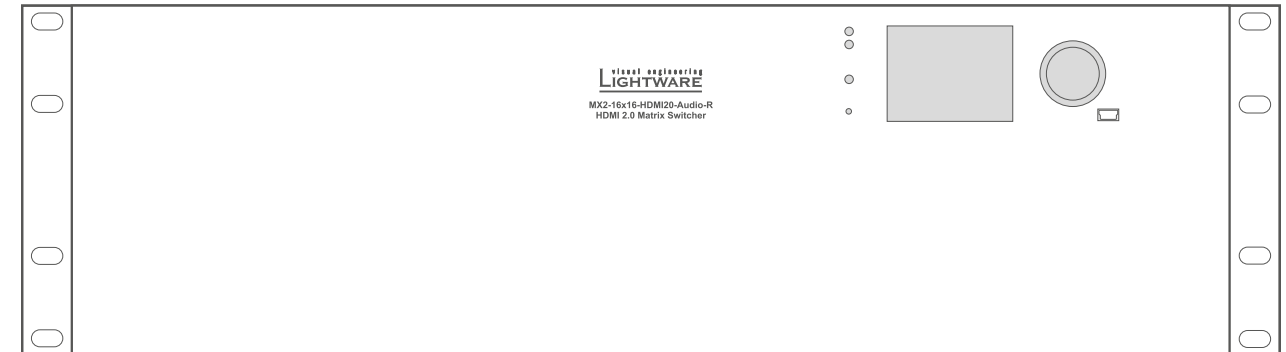 visual engineering
LIGHTWARE
MX2-16x16-HDMI20-Audio-R
HDMI 2.0 Matrix Switcher